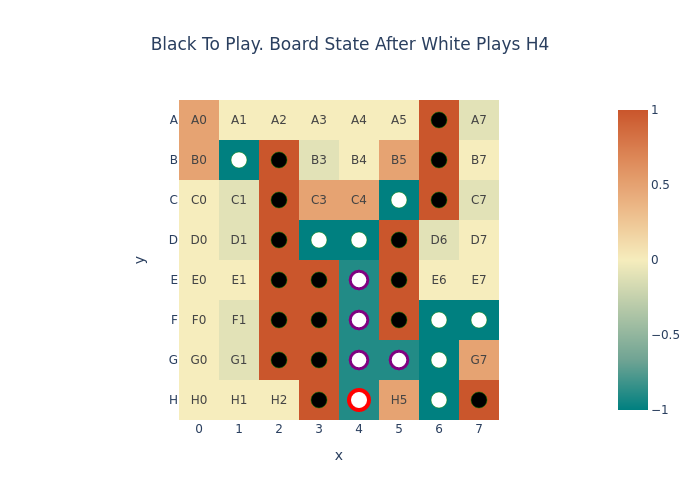 Black To Play. Board State After White Plays H4
A A0 A1 A2 A3 A4 A5 A7
B B0 B3 B4 B5 B7
C C0 C1 C3 C4 C7
D D0 D1 D6 D7
E E0 E1 E6 E7
F F0 F1
G G0 G1 G7
H H0 H1 H2 H5
0 1 2 3 4 5 6 7
x
y
1
0.5
0
−0.5
−1